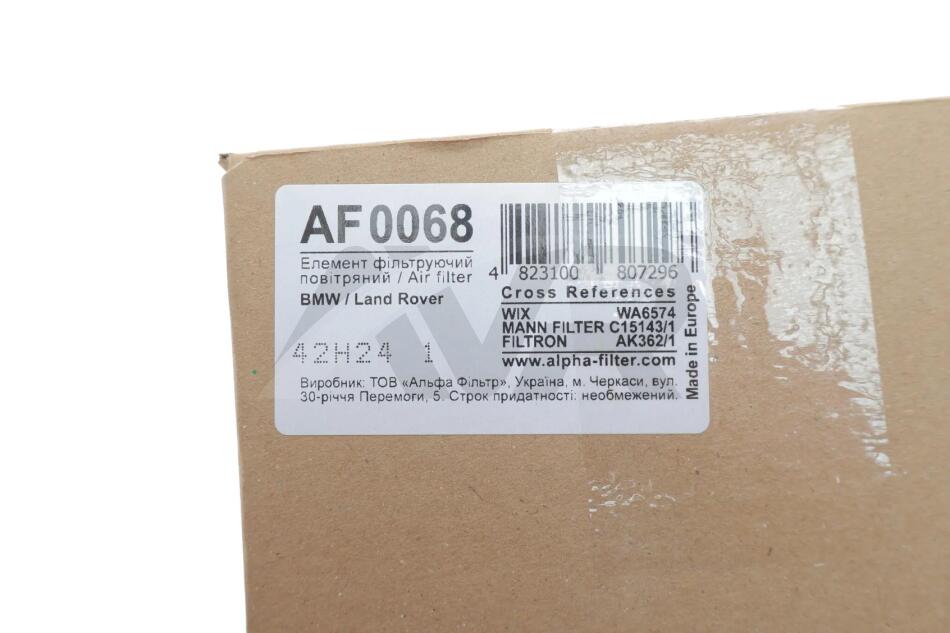 AF0068
Елемент фільтруючий
повітряний / Air filter
BMW / Land Rover
42H24 1
4 823100 807296
Cross References
WIX WA6574
MANN FILTER C15143/1
FILTRON AK362/1
www.alpha-filter.com
Made in Europe
Виробник: ТОВ «Альфа Фільтр», Україна, м. Черкаси, вул.
30-річчя Перемоги, 5. Строк придатності: необмежений.